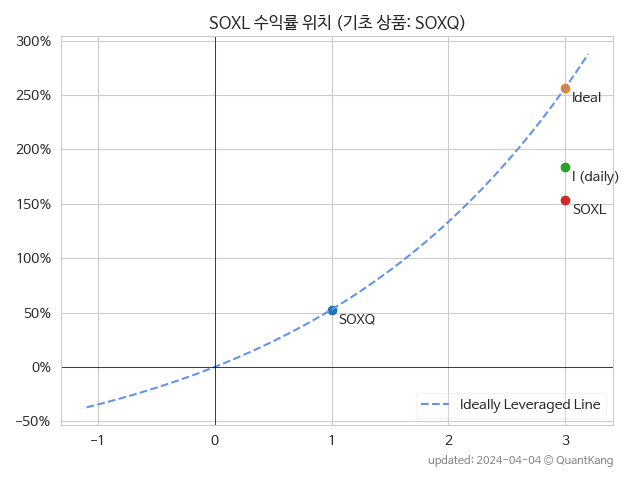 SOXL 수익률 위치 (기초 상품: SOXQ)
300%
250%
200%
150%
100%
50%
0%
−50%
Ideal
I (daily)
SOXL
SOXQ
Ideally Leveraged Line
−1
0
1
2
3
updated: 2024-04-04 © QuantKang